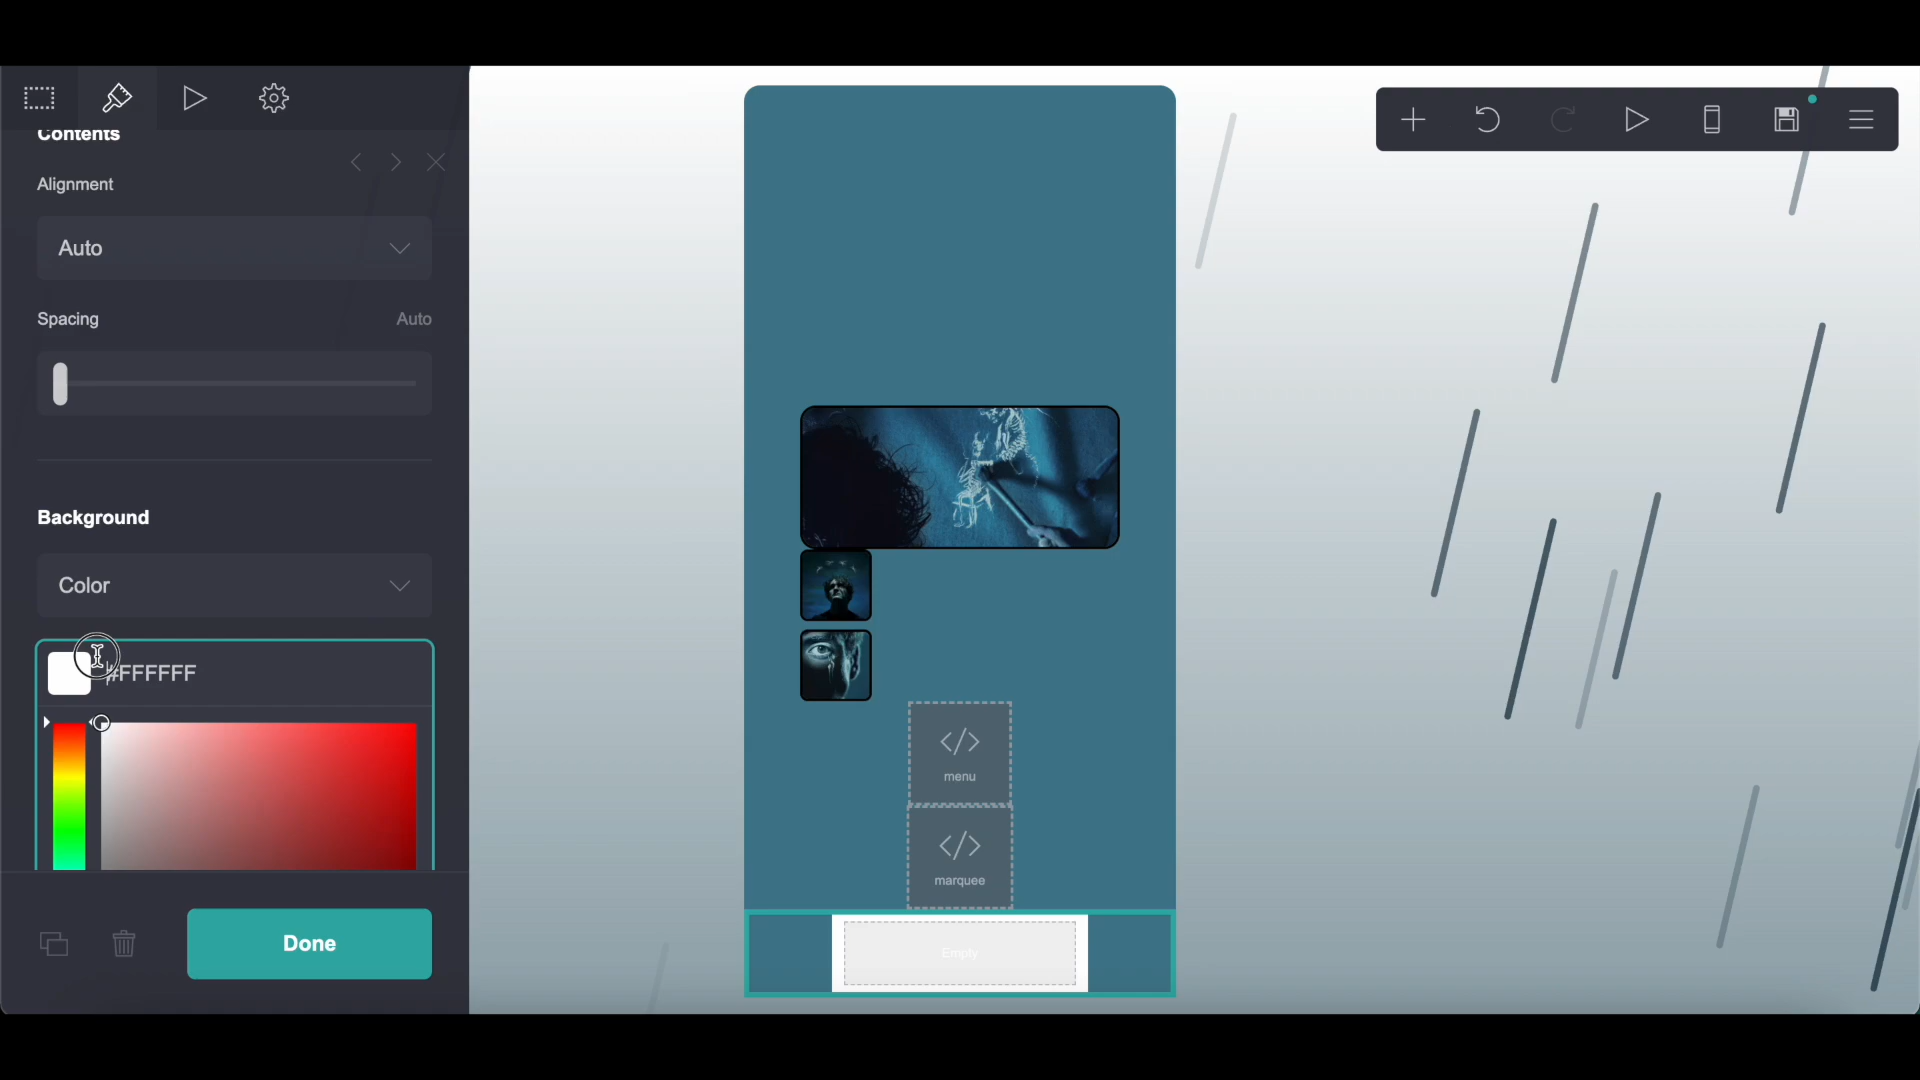 Contents
Alignment
Auto
Spacing
Auto
Background
Color
#FFFFFF
Done
menu
marquee
Empty